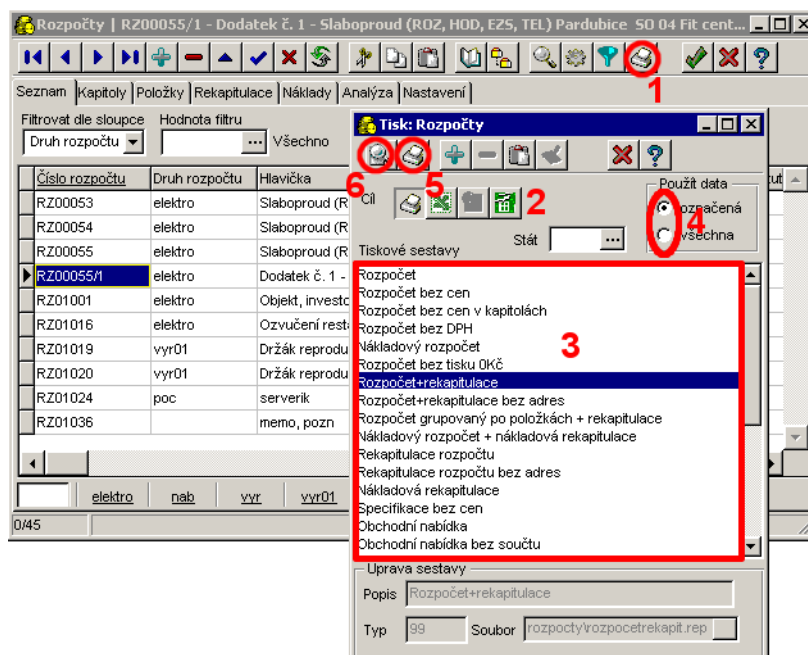 Rozpočty | RZ00055/1 - Dodatek č. 1 - Slaboproud (ROZ, HOD, EZS, TEL) Pardubice SO 04 Fit cent...
1
Seznam Kapitoly Položky Rekapitulace Náklady Analýza Nastavení
Filtrovat dle sloupce Hodnota filtru
Druh rozpočtu ... Všechno
Číslo rozpočtu Druh rozpočtu Hlavička
RZ00053 elektro Slaboproud (R
RZ00054 elektro Slaboproud (R
RZ00055 elektro Slaboproud (R
RZ00055/1 elektro Dodatek č. 1 -
RZ01001 elektro Objekt, investo
RZ01016 elektro Ozvučení rest
RZ01019 vyr01 Držák reprodu
RZ01020 vyr01 Držák reprodu
RZ01024 poc serverik
RZ01036 memo, pozn
elektro nab vyr vyr01
0/45
Tisk: Rozpočty
6 5
Cíl 2
Použít data
označená
všechna
4
Stát ...
Tiskové sestavy
Rozpočet
Rozpočet bez cen
Rozpočet bez cen v kapitolách
Rozpočet bez DPH
Nákladový rozpočet
3
Rozpočet bez tisku 0Kč
Rozpočet+rekapitulace
Rozpočet+rekapitulace bez adres
Rozpočet grupovaný po položkách + rekapitulace
Nákladový rozpočet + nákladová rekapitulace
Rekapitulace rozpočtu
Rekapitulace rozpočtu bez adres
Nákladová rekapitulace
Specifikace bez cen
Obchodní nabídka
Obchodní nabídka bez součtu
Uprava sestavy
Popis Rozpočet+rekapitulace
Typ 99 Soubor rozpocty\rozpocetrekapit.rep